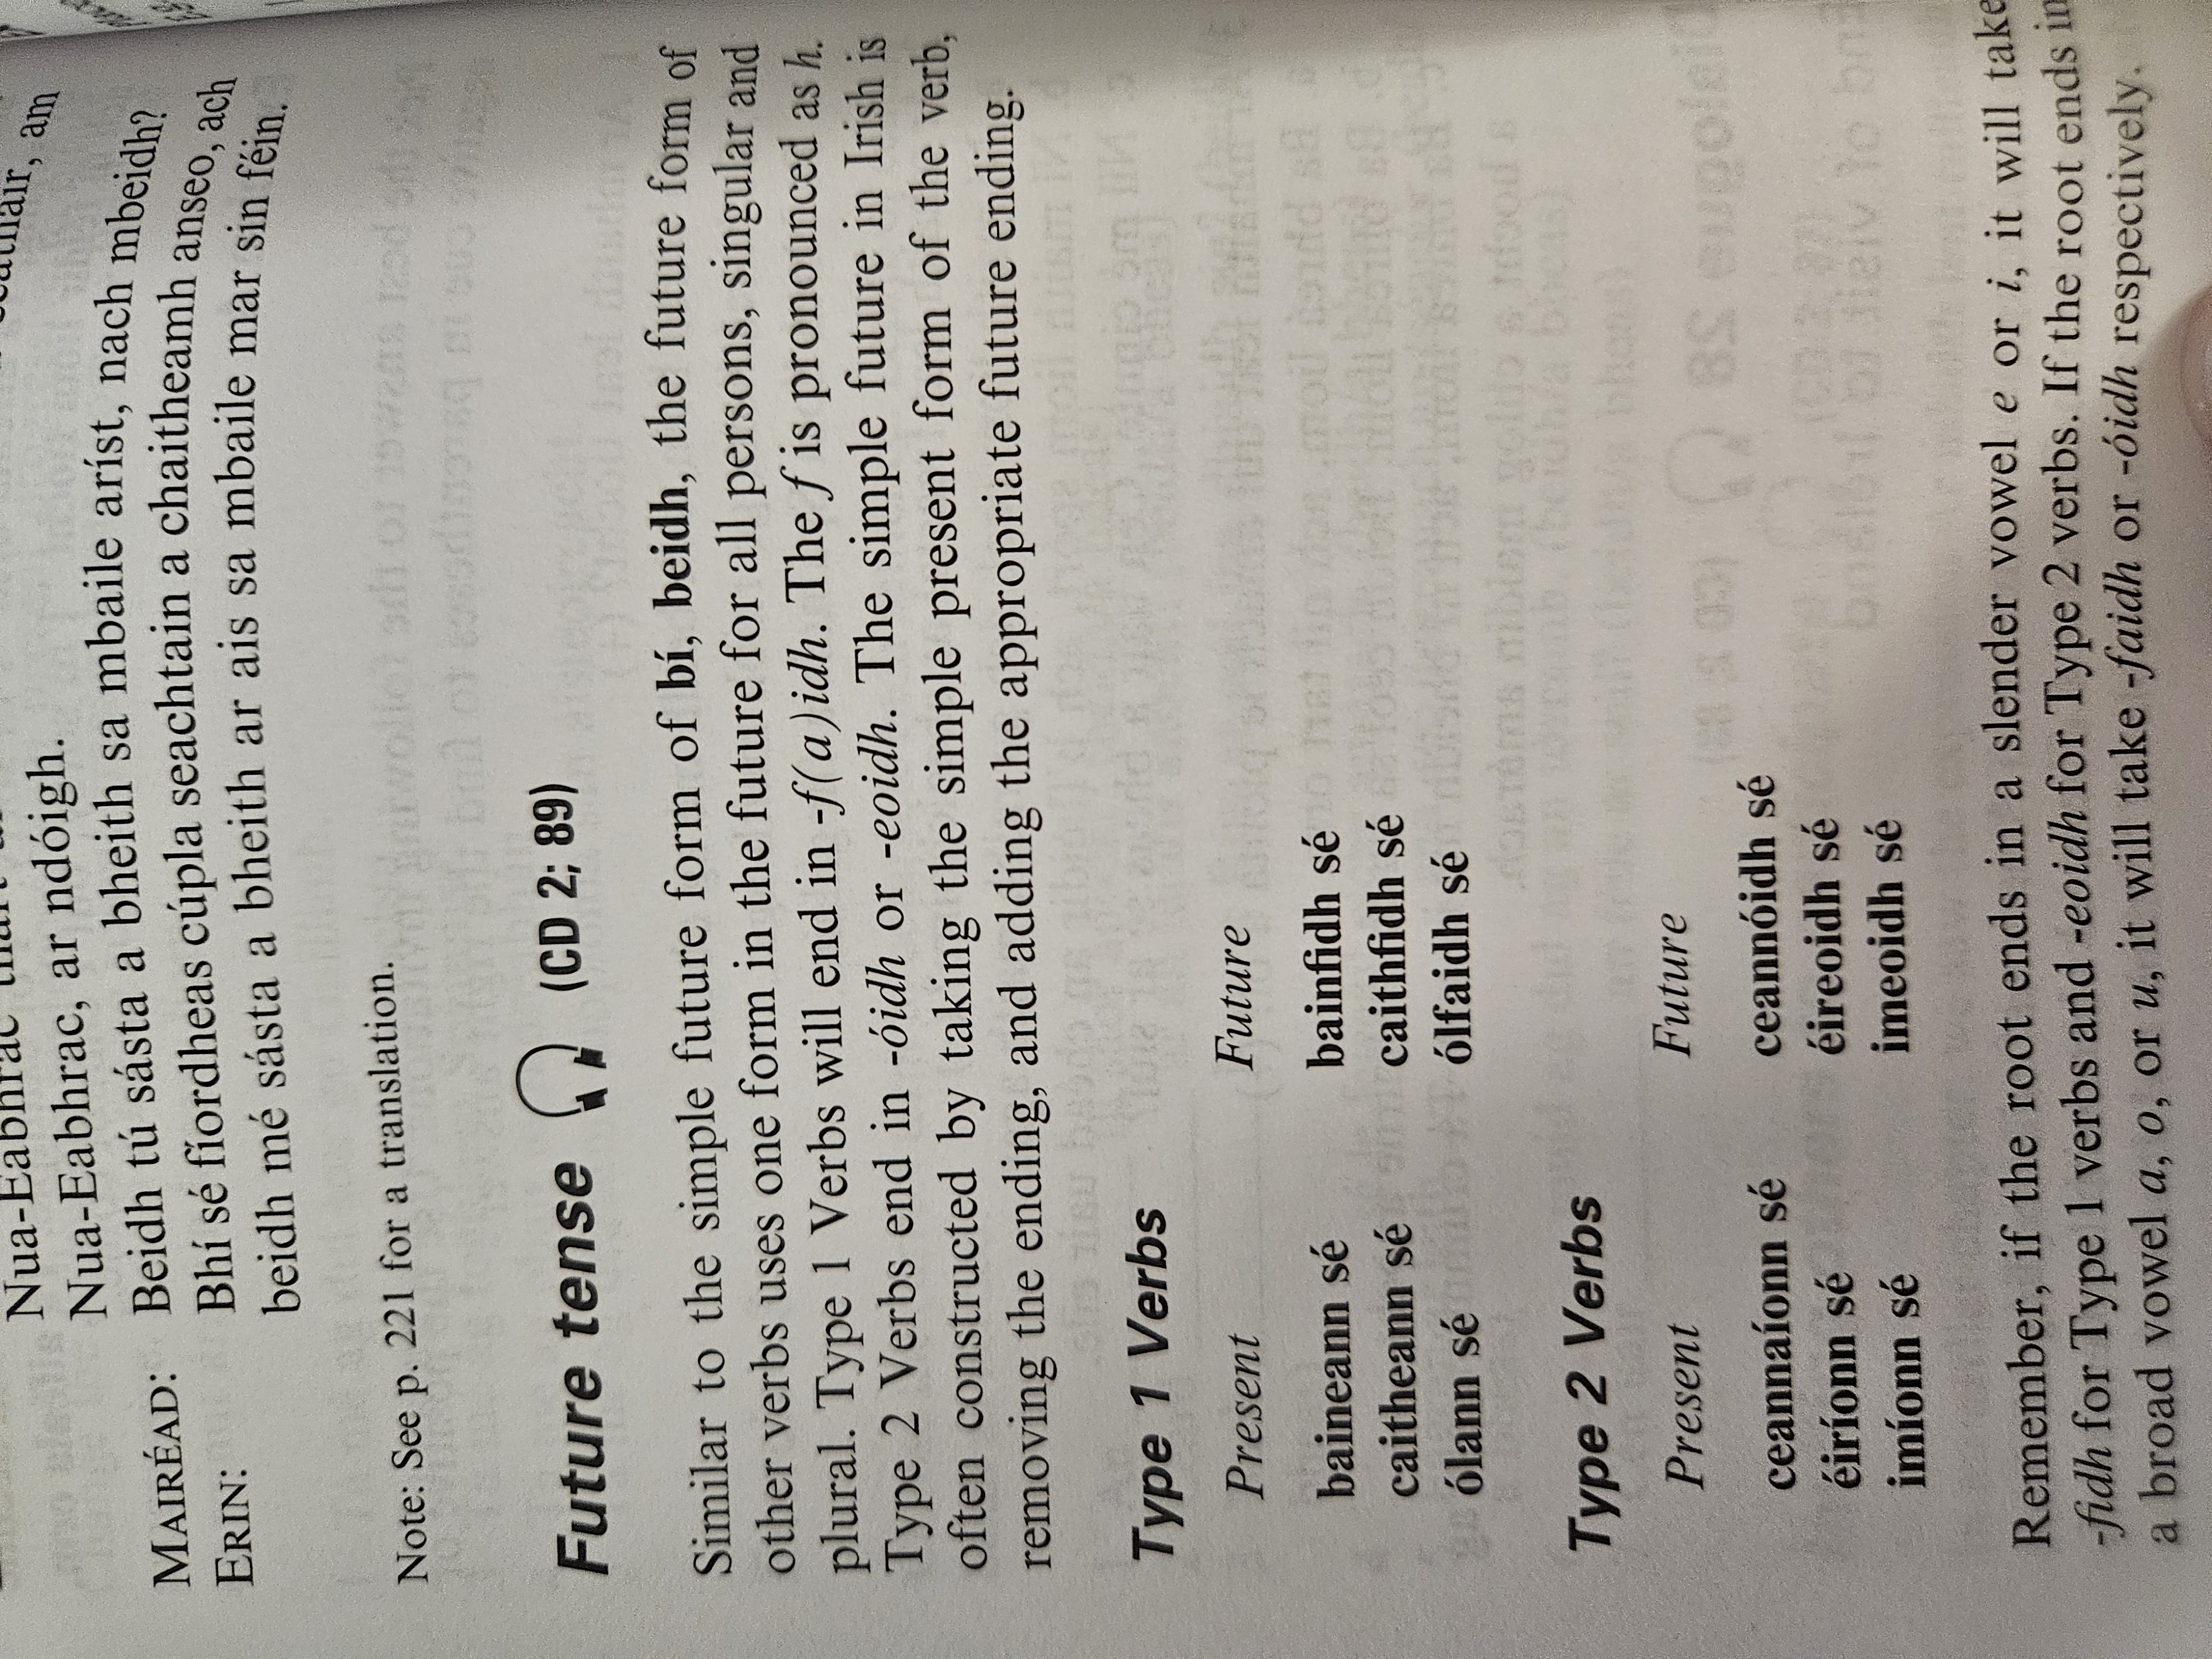 Nua-Eabhrac thart am
Nua-Eabhrac, ar ndóigh.
MAIRÉAD: Beidh tú sásta a bheith sa mbaile aríst, nach mbeidh?
ERIN: Bhí sé fíordheas cúpla seachtain a chaitheamh anseo, ach
beidh mé sásta a bheith ar ais sa mbaile mar sin féin.
Note: See p. 221 for a translation.
Future tense (CD 2; 89)
Similar to the simple future form of bí, beidh, the future form of
other verbs uses one form in the future for all persons, singular and
plural. Type 1 Verbs will end in -f(a)idh. The f is pronounced as h.
Type 2 Verbs end in -óidh or -eoidh. The simple future in Irish is
often constructed by taking the simple present form of the verb,
removing the ending, and adding the appropriate future ending.
Type 1 Verbs
Present Future
baineann sé bainfidh sé
caitheann sé caithfidh sé
ólann sé ólfaidh sé
Type 2 Verbs
Present Future
ceannaíonn sé ceannóidh sé
éiríonn sé éireoidh sé
imíonn sé imeoidh sé
Remember, if the root ends in a slender vowel e or i, it will take
-fidh for Type 1 verbs and -eoidh for Type 2 verbs. If the root ends in
a broad vowel a, o, or u, it will take -faidh or -óidh respectively.